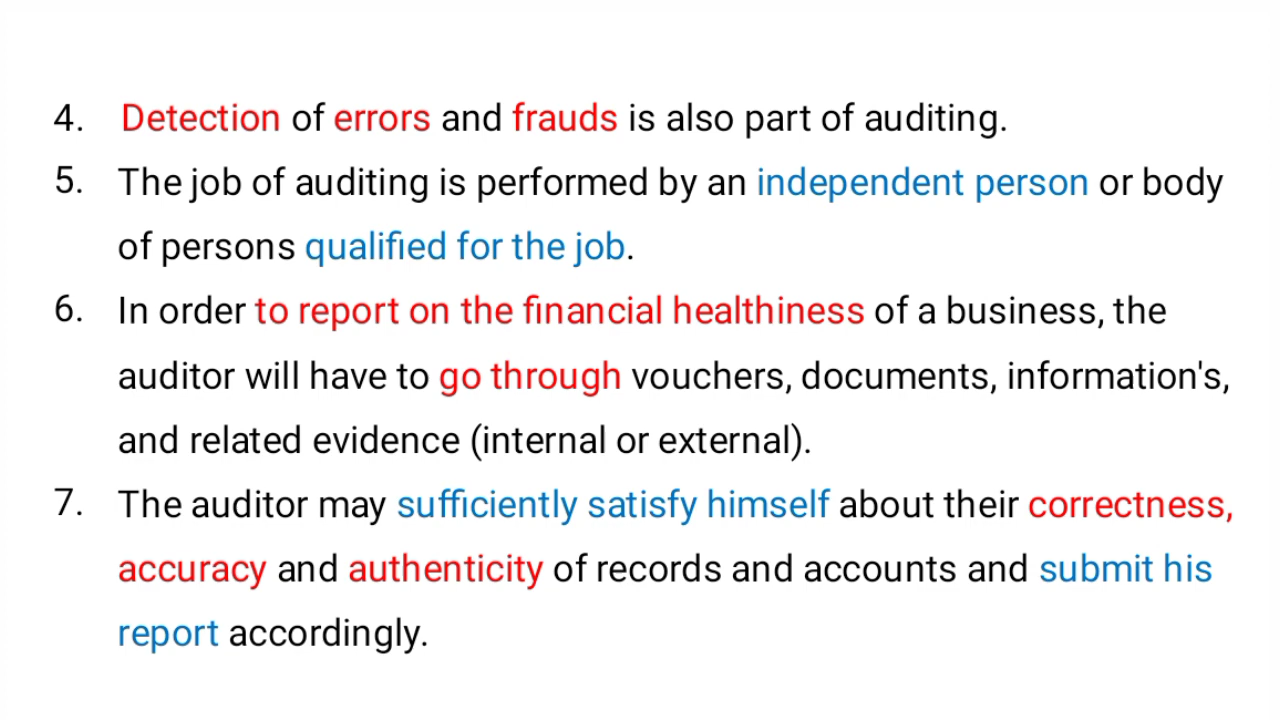 4. Detection of errors and frauds is also part of auditing.
5. The job of auditing is performed by an independent person or body
of persons qualified for the job.
6. In order to report on the financial healthiness of a business, the
auditor will have to go through vouchers, documents, information's,
and related evidence (internal or external).
7. The auditor may sufficiently satisfy himself about their correctness,
accuracy and authenticity of records and accounts and submit his
report accordingly.